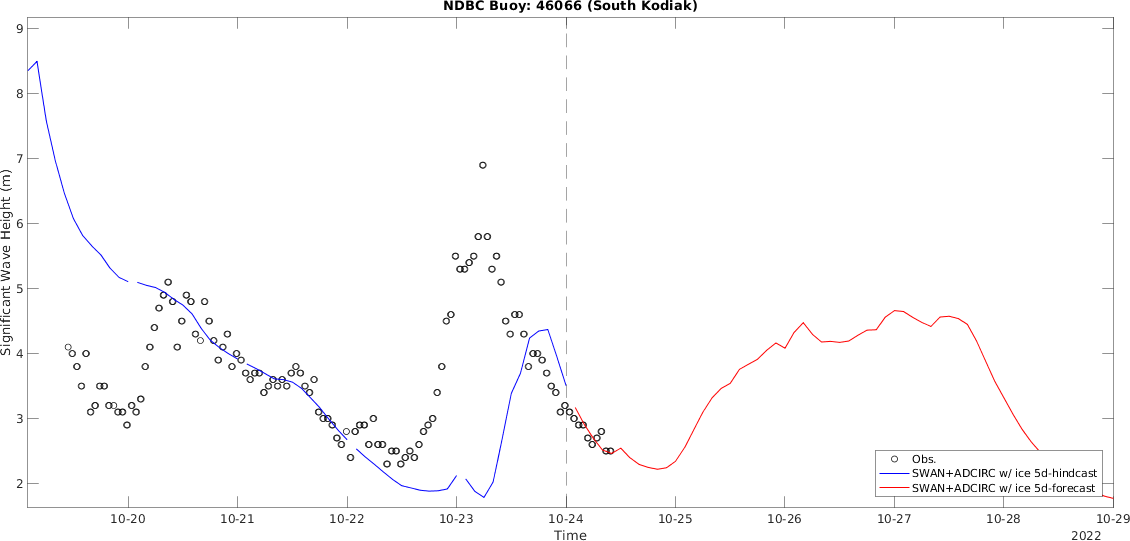 NDBC Buoy: 46066 (South Kodiak)
Significant Wave Height (m)
9
8
7
6
5
4
3
2
Obs.
SWAN+ADCIRC w/ ice 5d-hindcast
SWAN+ADCIRC w/ ice 5d-forecast
10-20 10-21 10-22 10-23 10-24 10-25 10-26 10-27 10-28 10-29
Time
2022